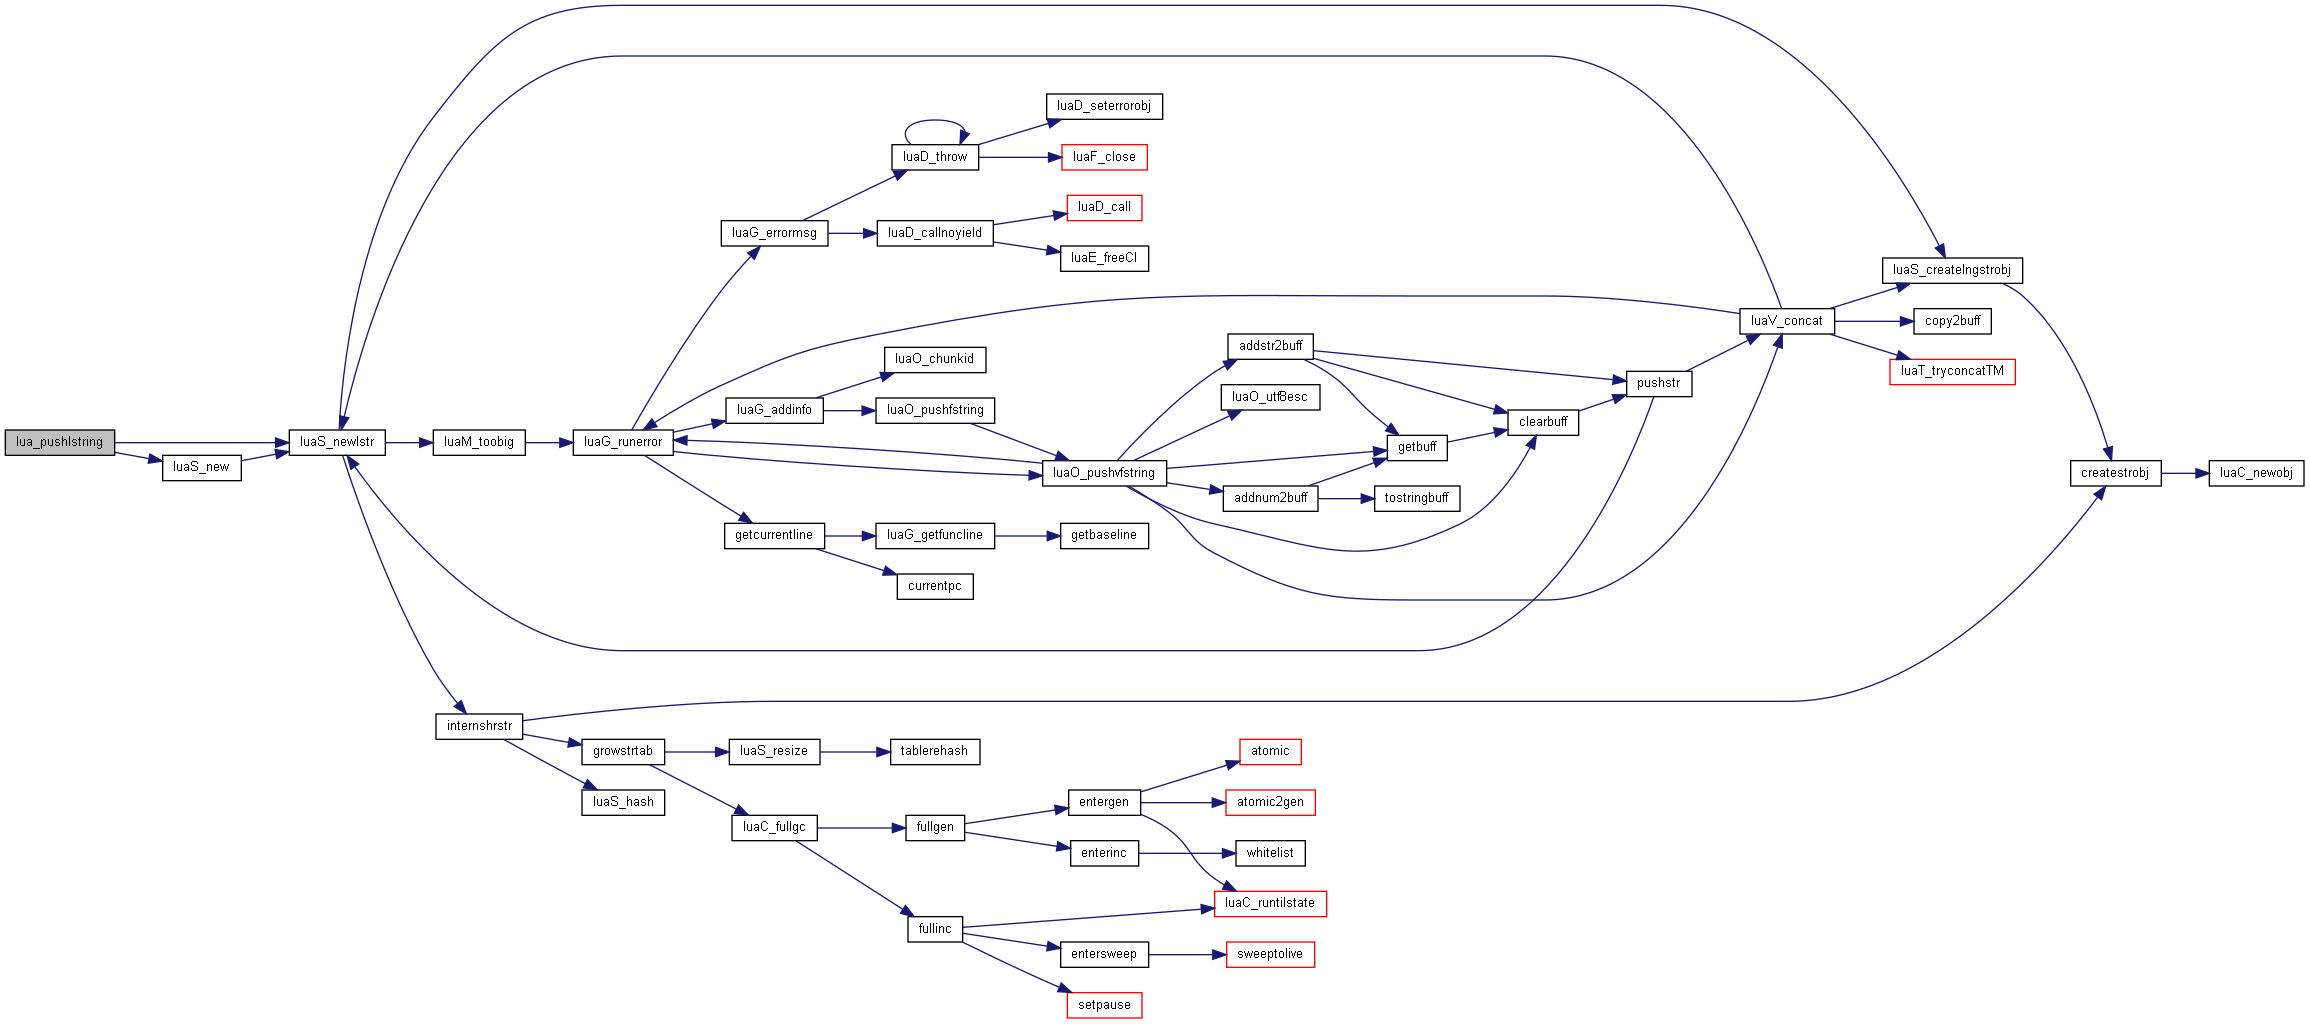 lua_pushlstring
luaS_new
luaS_newlstr
luaM_toobig
internshrstr
luaG_runerror
growstrtab
luaS_hash
luaG_errormsg
luaG_addinfo
getcurrentline
luaS_resize
luaC_fullgc
luaD_throw
luaD_callnoyield
luaO_chunkid
luaO_pushfstring
luaG_getfuncline
currentpc
tablerehash
fullgen
fullinc
luaD_seterrorobj
luaF_close
luaD_call
luaE_freeCI
luaO_pushvfstring
getbaseline
entergen
enterinc
entersweep
setpause
addstr2buff
luaO_utf8esc
addnum2buff
atomic
atomic2gen
whitelist
luaC_runtilstate
sweeptolive
getbuff
tostringbuff
clearbuff
pushstr
luaV_concat
luaS_createlngstrobj
copy2buff
luaT_tryconcatTM
createstrobj
luaC_newobj